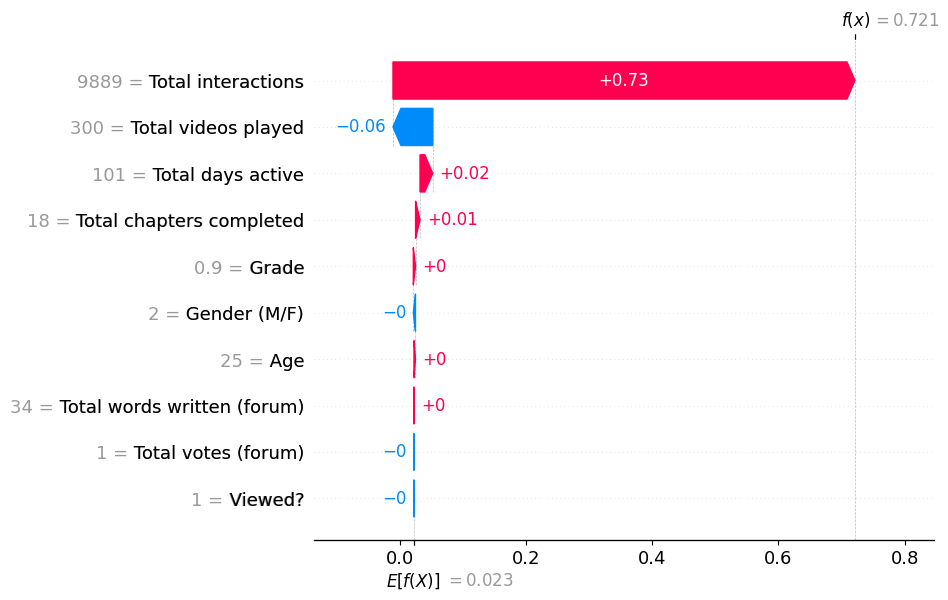 f(x) = 0.721
9889 = Total interactions +0.73
300 = Total videos played −0.06
101 = Total days active +0.02
18 = Total chapters completed +0.01
0.9 = Grade +0
2 = Gender (M/F) −0
25 = Age +0
34 = Total words written (forum) +0
1 = Total votes (forum) −0
1 = Viewed? −0
0.0 0.2 0.4 0.6 0.8
E[f(X)] = 0.023